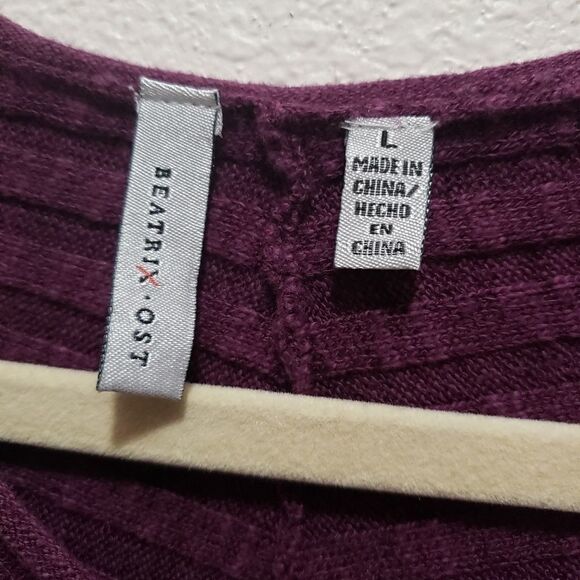 BEATRIX · OST
L
MADE IN
CHINA/
HECHO
EN
CHINA